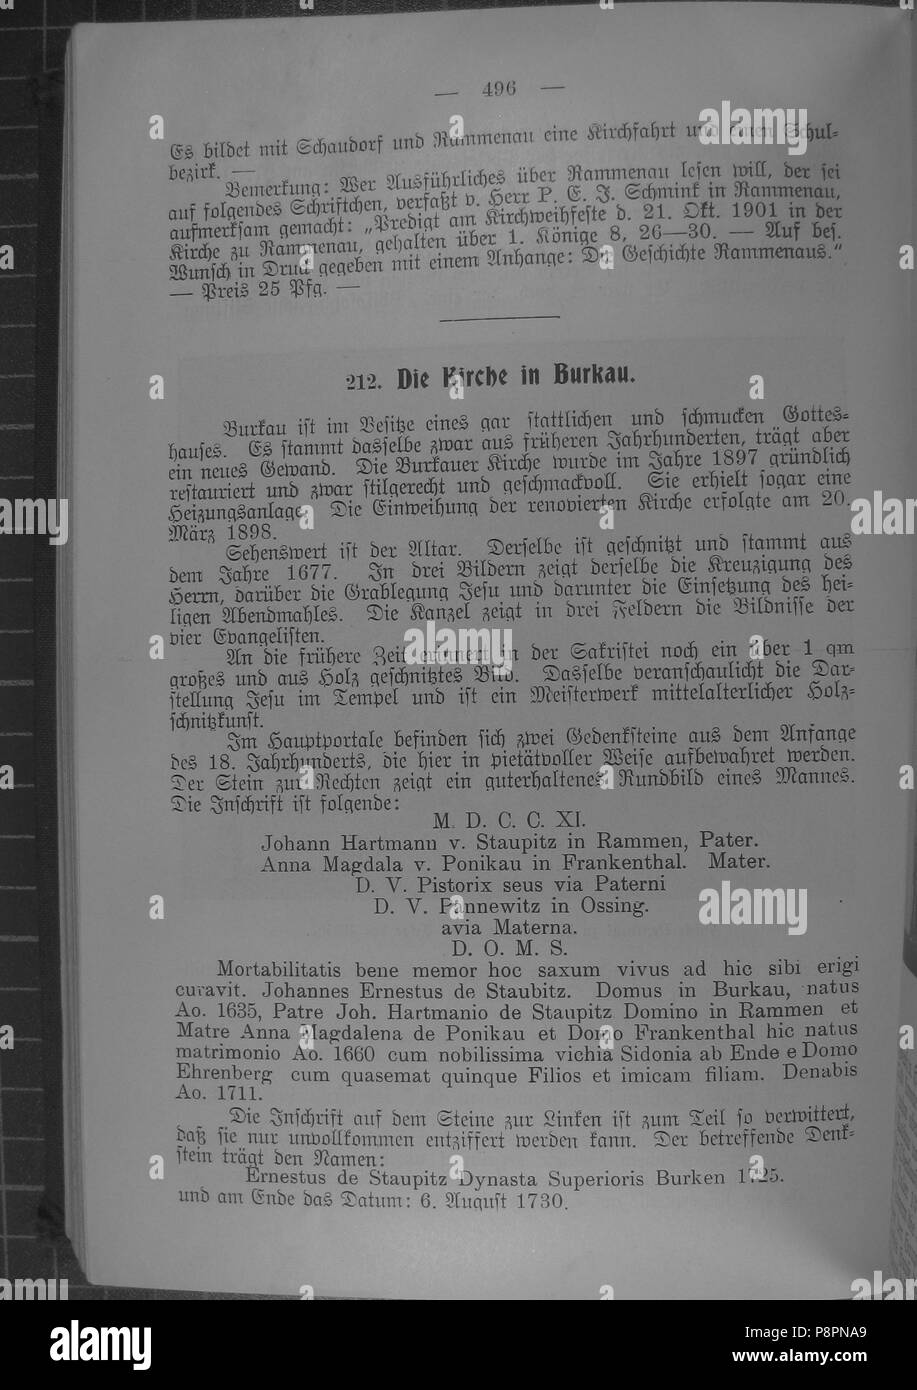 — 496 —
Es bildet mit Schaudorf und Rammenau eine Kirchfahrt und einen Schul=
bezirk. —
Bemerkung: Wer Ausführliches über Rammenau lesen will, der sei
auf folgendes Schriftchen, verfaßt v. Herr P. E. J. Schmink in Rammenau,
aufmerksam gemacht: „Predigt am Kirchweihfeste d. 21. Okt. 1901 in der
Kirche zu Rammenau, gehalten über 1. Könige 8, 26—30. — Auf bes.
Wunsch in Druck gegeben mit einem Anhange: Die Geschichte Rammenaus."
— Preis 25 Pfg. —
212. Die Kirche in Burkau.
Burkau ist im Besitze eines gar stattlichen und schmucken Gottes=
hauses. Es stammt dasselbe zwar aus früheren Jahrhunderten, trägt aber
ein neues Gewand. Die Burkauer Kirche wurde im Jahre 1897 gründlich
restauriert und zwar stilgerecht und geschmackvoll. Sie erhielt sogar eine
Heizungsanlage. Die Einweihung der renovierten Kirche erfolgte am 20.
März 1898.
Sehenswert ist der Altar. Derselbe ist geschnitzt und stammt aus
dem Jahre 1677. In drei Bildern zeigt derselbe die Kreuzigung des
Herrn, darüber die Grablegung Jesu und darunter die Einsetzung des hei=
ligen Abendmahles. Die Kanzel zeigt in drei Feldern die Bildnisse der
vier Evangelisten.
An die frühere Zeit erinnert in der Sakristei noch ein über 1 qm
großes und aus Holz geschnitztes Bild. Dasselbe veranschaulicht die Dar=
stellung Jesu im Tempel und ist ein Meisterwerk mittelalterlicher Holz=
schnitzkunst.
Im Hauptportale befinden sich zwei Gedenksteine aus dem Anfange
des 18. Jahrhunderts, die hier in pietätvoller Weise aufbewahret werden.
Der Stein zur Rechten zeigt ein guterhaltenes Rundbild eines Mannes.
Die Inschrift ist folgende:
M. D. C. C. XI.
Johann Hartmann v. Staupitz in Rammen, Pater.
Anna Magdala v. Ponikau in Frankenthal. Mater.
D. V. Pistorix seus via Paterni
D. V. Pannewitz in Ossing.
avia Materna.
D. O. M. S.
Mortabilitatis bene memor hoc saxum vivus ad hic sibi erigi
curavit. Johannes Ernestus de Staubitz. Domus in Burkau, natus
Ao. 1635, Patre Joh. Hartmanio de Staupitz Domino in Rammen et
Matre Anna Magdalena de Ponikau et Domo Frankenthal hic natus
matrimonio Ao. 1660 cum nobilissima vichia Sidonia ab Ende e Domo
Ehrenberg cum quasemat quinque Filios et imicam filiam. Denabis
Ao. 1711.
Die Inschrift auf dem Steine zur Linken ist zum Teil so verwittert,
daß sie nur unvollkommen entziffert werden kann. Der betreffende Denk=
stein trägt den Namen:
Ernestus de Staupitz Dynasta Superioris Burken 1725.
und am Ende das Datum: 6. August 1730.
alamy
Image ID: P8PNA9
www.alamy.com